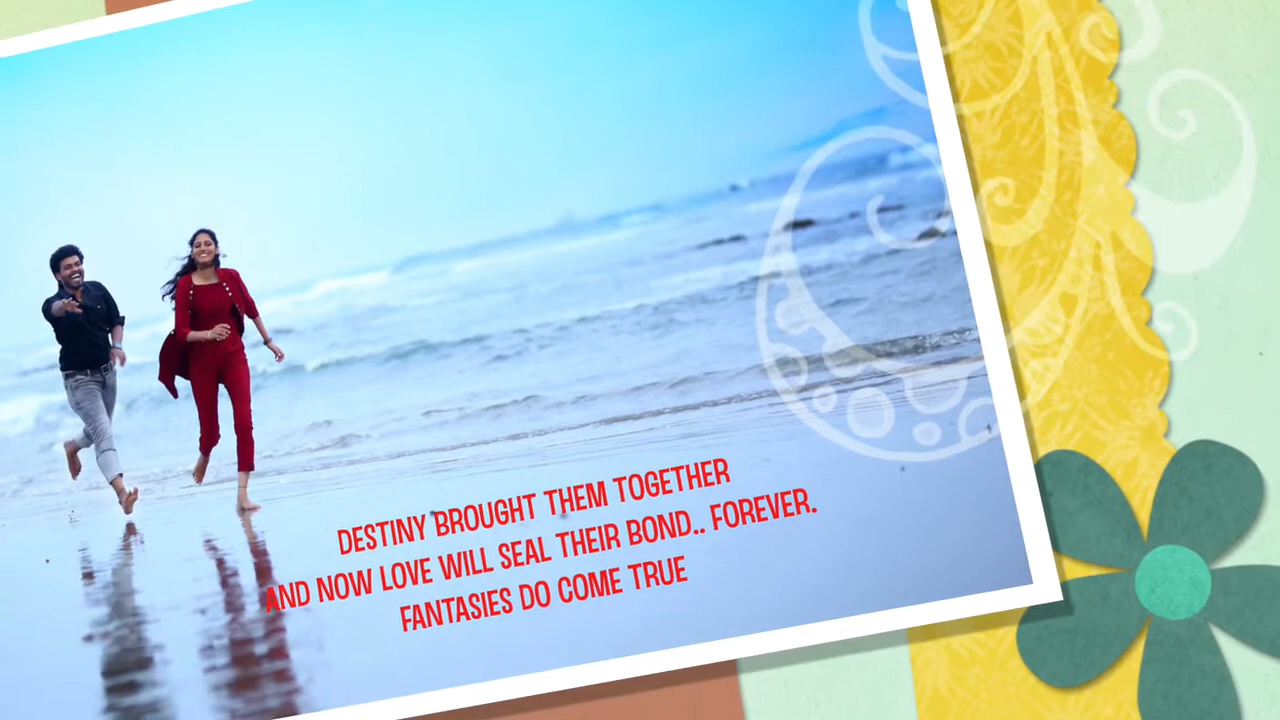 DESTINY BROUGHT THEM TOGETHER
AND NOW LOVE WILL SEAL THEIR BOND.. FOREVER.
FANTASIES DO COME TRUE